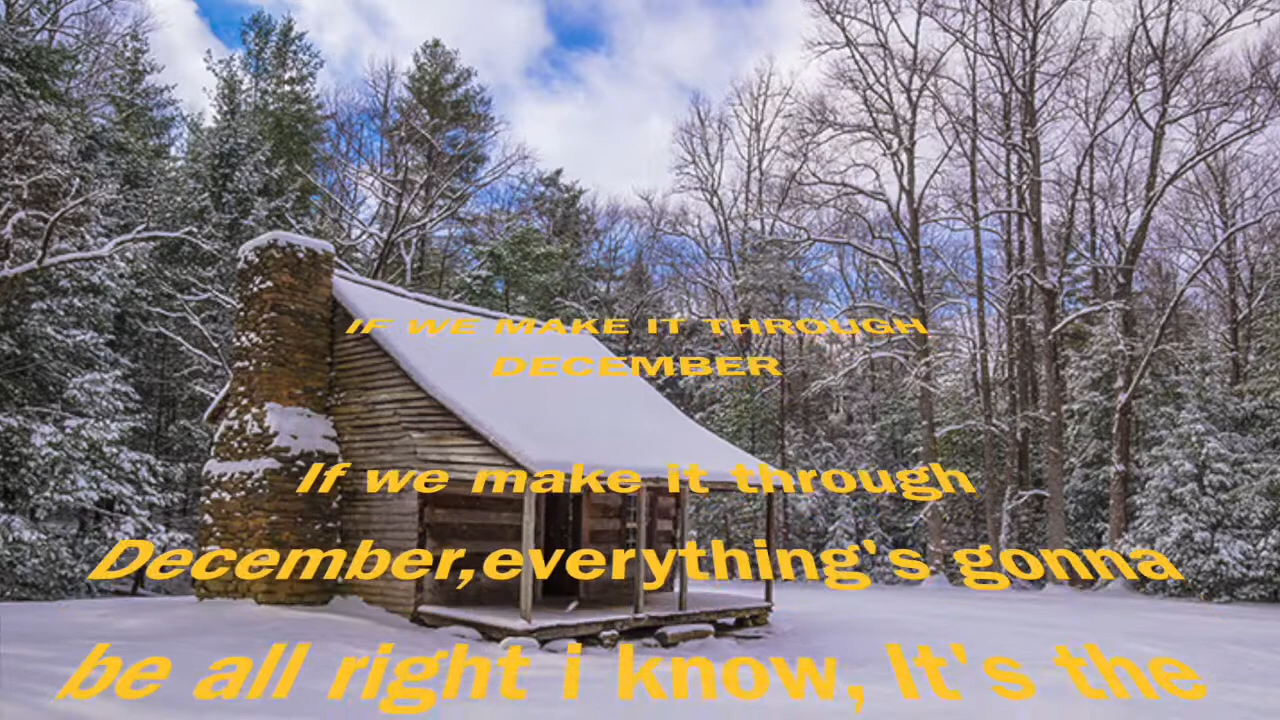 IF WE MAKE IT THROUGH
DECEMBER
If we make it through
December,everything's gonna
be all right i know, It's the